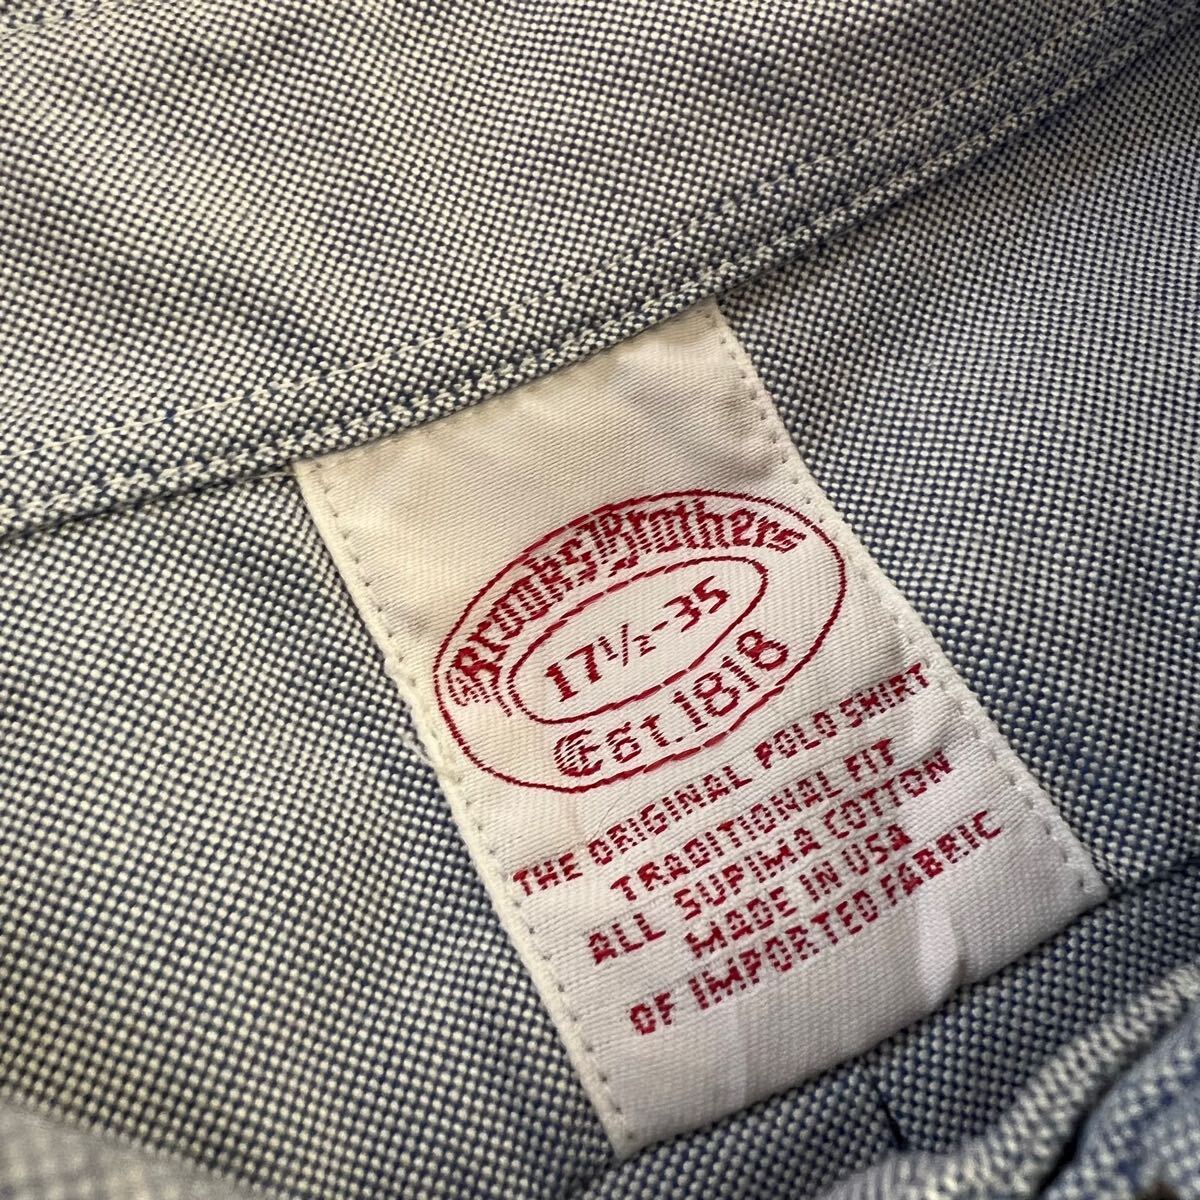 Brooks Brothers
17½-35
Est. 1818
THE ORIGINAL POLO SHIRT
TRADITIONAL FIT
ALL SUPIMA COTTON
MADE IN USA
OF IMPORTED FABRIC